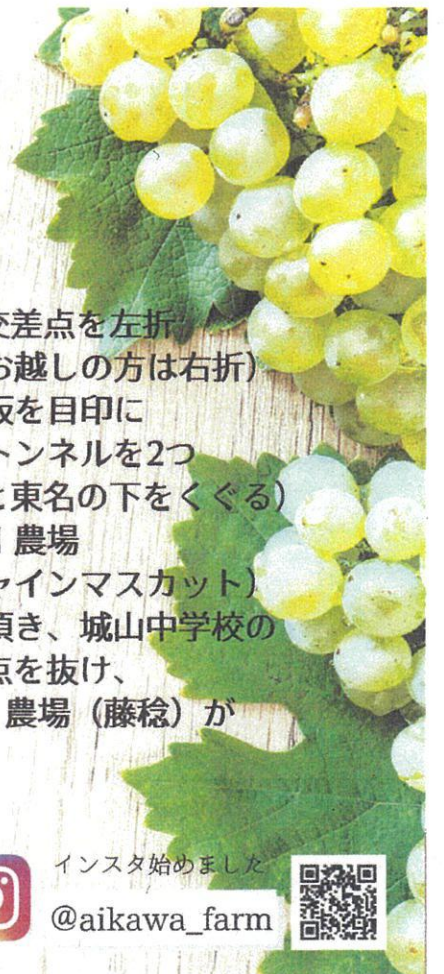 交差点を左折
お越しの方は右折）
板を目印に
トンネルを2つ
と東名の下をくぐる）
農場
ャインマスカット）
頂き、城山中学校の
点を抜け、
農場（藤稔）が
インスタ始めました
@aikawa_farm